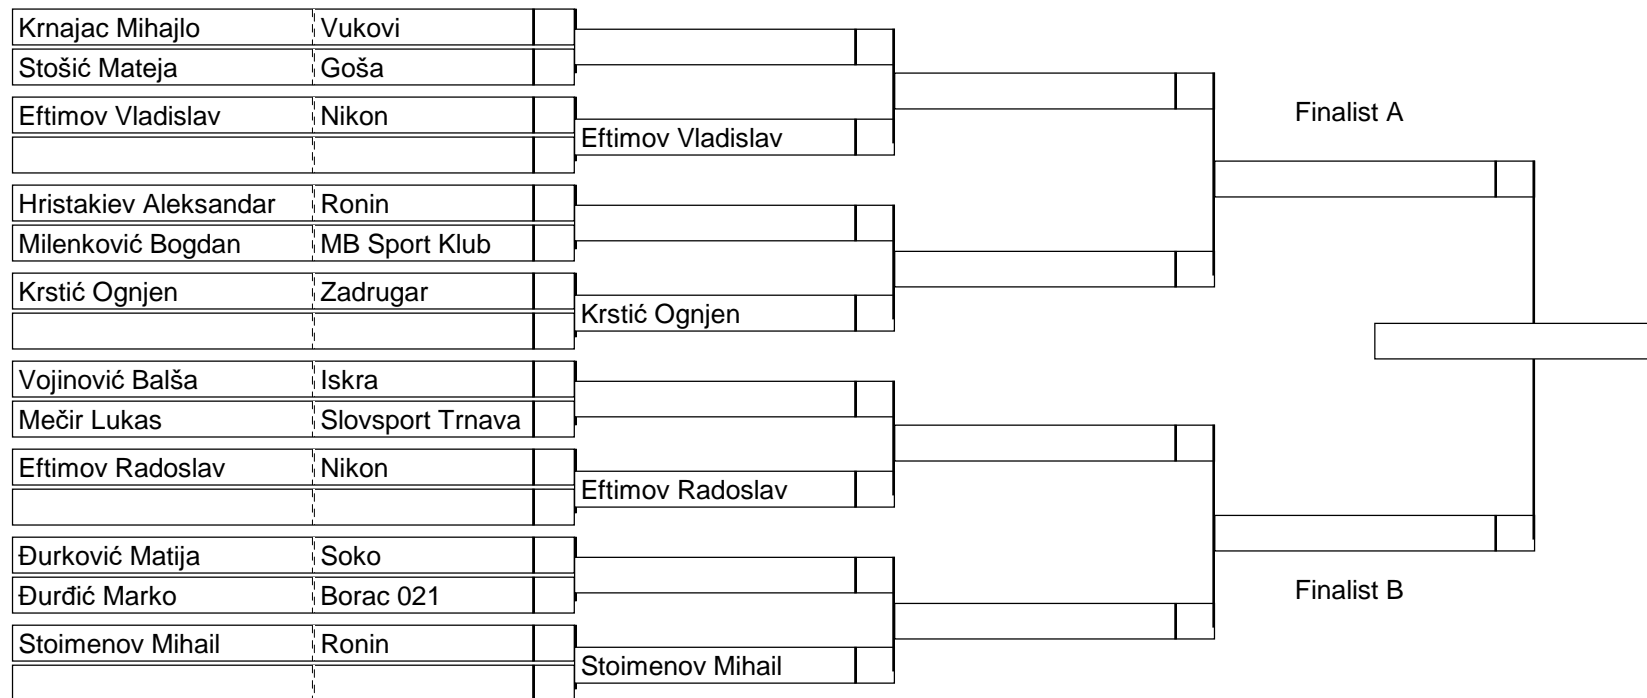 Krnajac Mihajlo Vukovi
Stošić Mateja Goša
Finalist A
Eftimov Vladislav Nikon
Eftimov Vladislav
Hristakiev Aleksandar Ronin
Milenković Bogdan MB Sport Klub
Krstić Ognjen Zadrugar
Krstić Ognjen
Vojinović Balša Iskra
Mečir Lukas Slovsport Trnava
Eftimov Radoslav Nikon
Eftimov Radoslav
Đurković Matija Soko
Đurđić Marko Borac 021
Finalist B
Stoimenov Mihail Ronin
Stoimenov Mihail